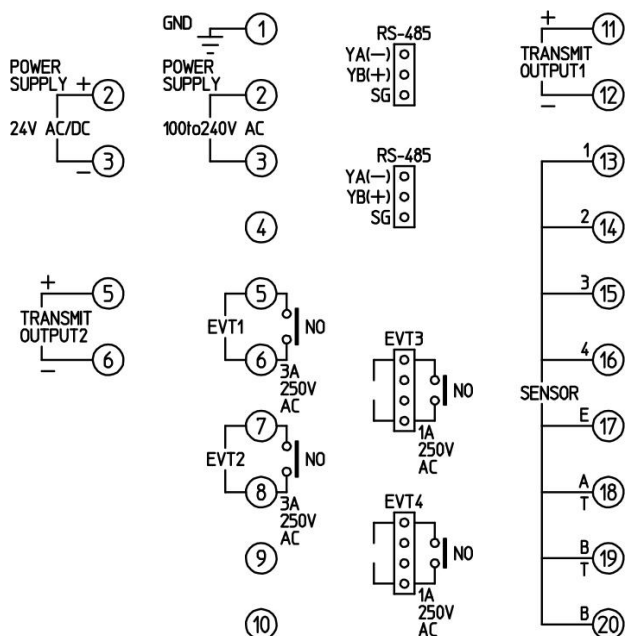 GND
1
POWER
SUPPLY +
2
24V AC/DC
−
3
POWER
SUPPLY
2
100to240V AC
3
4
+
5
TRANSMIT
OUTPUT2
−
6
5
EVT1
NO
6
3A
250V
AC
7
EVT2
NO
8
3A
250V
AC
9
10
RS-485
YA(−)
YB(+)
SG
RS-485
YA(−)
YB(+)
SG
EVT3
NO
1A
250V
AC
EVT4
NO
1A
250V
AC
+
11
TRANSMIT
OUTPUT1
−
12
1 13
2 14
3 15
4 16
SENSOR
E 17
A 18
T
B 19
T
B 20